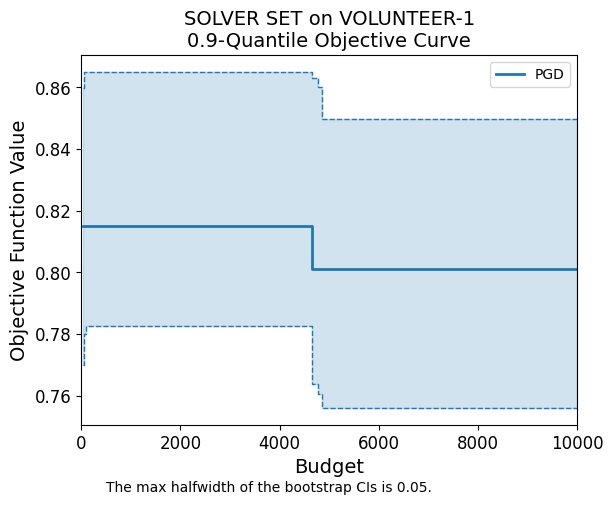 SOLVER SET on VOLUNTEER-1
0.9-Quantile Objective Curve
PGD
Objective Function Value
0.86
0.84
0.82
0.80
0.78
0.76
0
2000
4000
6000
8000
10000
Budget
The max halfwidth of the bootstrap CIs is 0.05.